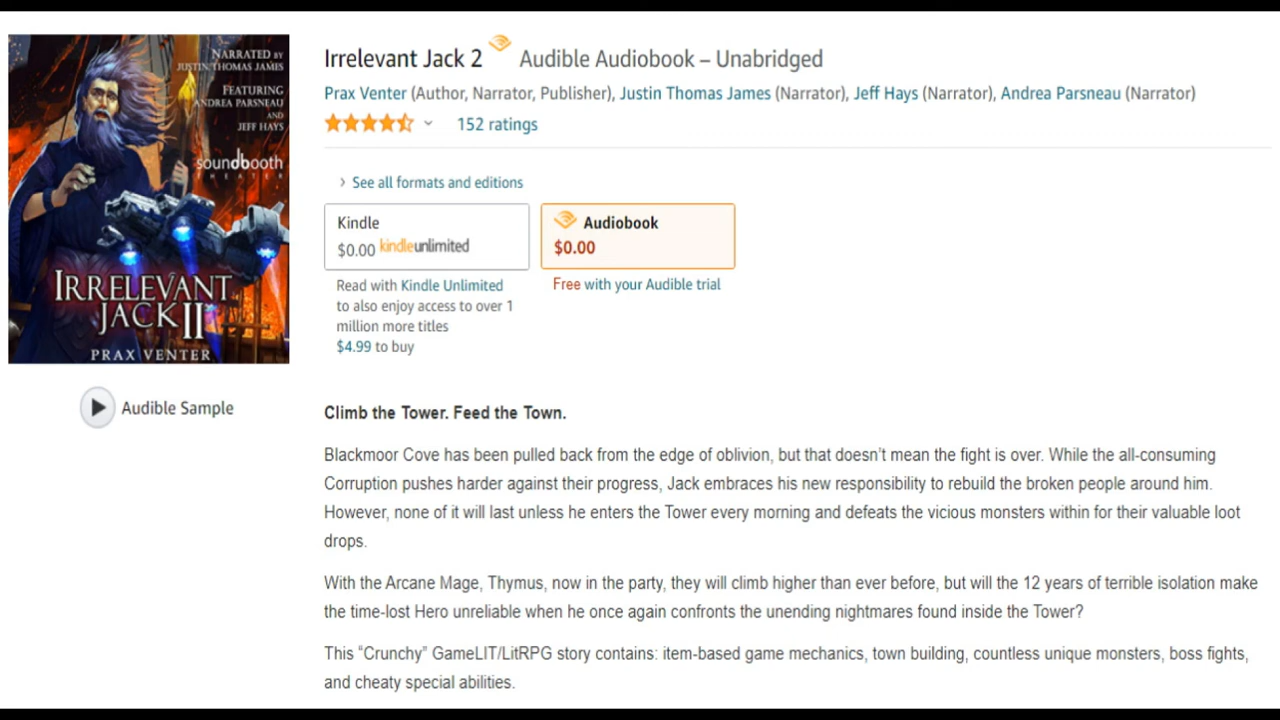 NARRATED BY
JUSTIN THOMAS JAMES
FEATURING
ANDREA PARSNEAU
AND
JEFF HAYS
soundbooth
THEATER
IRRELEVANT
JACK II
PRAX VENTER
Audible Sample
Irrelevant Jack 2 Audible Audiobook – Unabridged
Prax Venter (Author, Narrator, Publisher), Justin Thomas James (Narrator), Jeff Hays (Narrator), Andrea Parsneau (Narrator)
152 ratings
› See all formats and editions
Kindle
$0.00 kindleunlimited
Audiobook
$0.00
Read with Kindle Unlimited
to also enjoy access to over 1
million more titles
$4.99 to buy
Free with your Audible trial
Climb the Tower. Feed the Town.
Blackmoor Cove has been pulled back from the edge of oblivion, but that doesn’t mean the fight is over. While the all-consuming
Corruption pushes harder against their progress, Jack embraces his new responsibility to rebuild the broken people around him.
However, none of it will last unless he enters the Tower every morning and defeats the vicious monsters within for their valuable loot
drops.
With the Arcane Mage, Thymus, now in the party, they will climb higher than ever before, but will the 12 years of terrible isolation make
the time-lost Hero unreliable when he once again confronts the unending nightmares found inside the Tower?
This “Crunchy” GameLIT/LitRPG story contains: item-based game mechanics, town building, countless unique monsters, boss fights,
and cheaty special abilities.